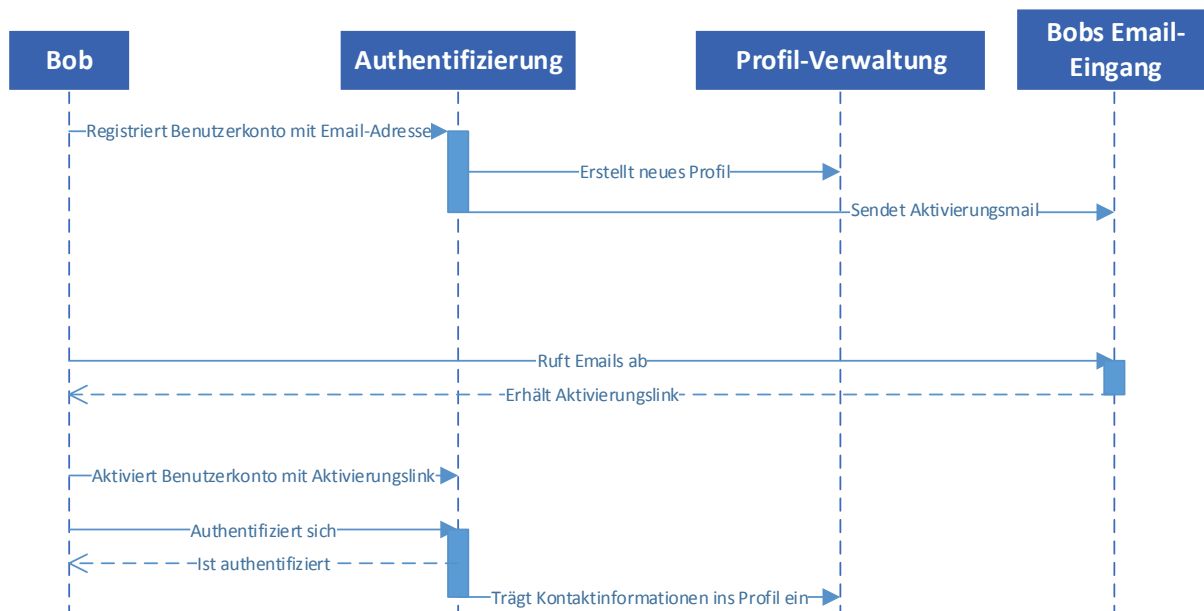 Bob
Authentifizierung
Profil-Verwaltung
Bobs Email-
Eingang
Registriert Benutzerkonto mit Email-Adresse
Erstellt neues Profil
Sendet Aktivierungsmail
Ruft Emails ab
Erhält Aktivierungslink
Aktiviert Benutzerkonto mit Aktivierungslink
Authentifiziert sich
Ist authentifiziert
Trägt Kontaktinformationen ins Profil ein